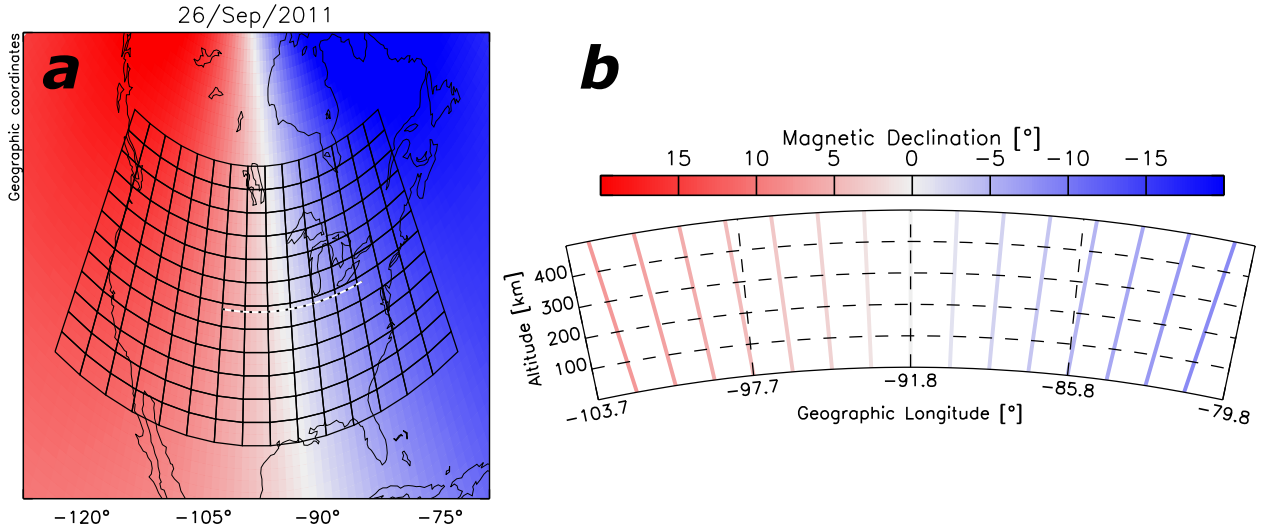 26/Sep/2011
Geographic coordinates
a
−120° −105° −90° −75°
b
Magnetic Declination [°]
15 10 5 0 −5 −10 −15
Altitude [km]
400
300
200
100
−103.7 −97.7 −91.8 −85.8 −79.8
Geographic Longitude [°]